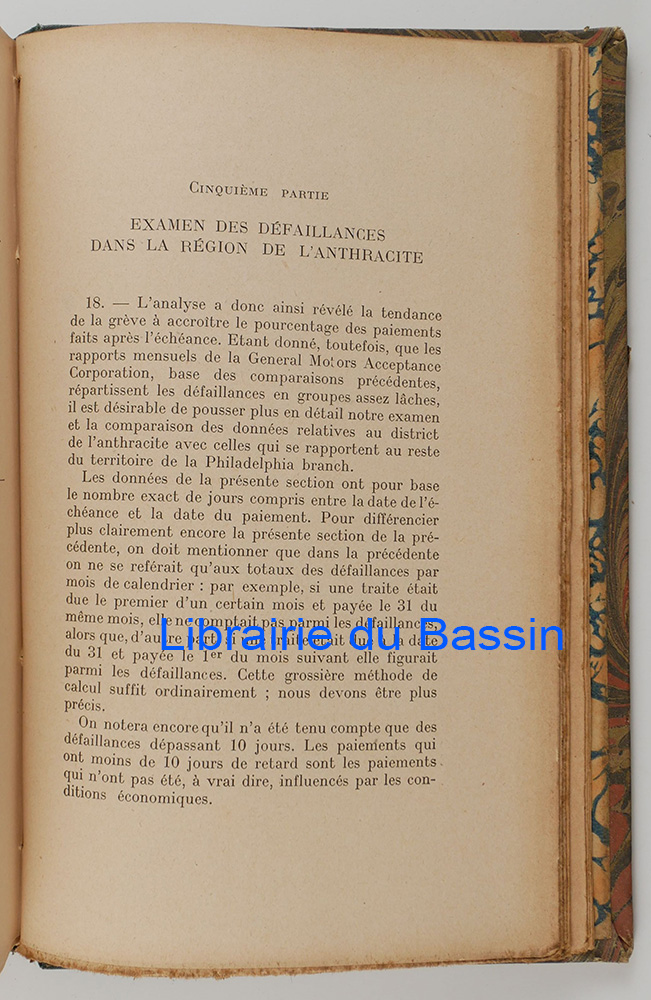 CINQUIÈME PARTIE
EXAMEN DES DÉFAILLANCES
DANS LA RÉGION DE L'ANTHRACITE
18. — L'analyse a donc ainsi révélé la tendance
de la grève à accroître le pourcentage des paiements
faits après l'échéance. Etant donné, toutefois, que les
rapports mensuels de la General Motors Acceptance
Corporation, base des comparaisons précédentes,
répartissent les défaillances en groupes assez lâches,
il est désirable de pousser plus en détail notre examen
et la comparaison des données relatives au district
de l'anthracite avec celles qui se rapportent au reste
du territoire de la Philadelphia branch.
Les données de la présente section ont pour base
le nombre exact de jours compris entre la date de l'é-
chéance et la date du paiement. Pour différencier
plus clairement encore la présente section de la pré-
cédente, on doit mentionner que dans la précédente
on ne se référait qu'aux totaux des défaillances par
mois de calendrier : par exemple, si une traite était
due le premier d'un certain mois et payée le 31 du
même mois, elle ne comptait pas parmi les défaillances,
alors que, d'autre part, si une traite était due à la date
du 31 et payée le 1er du mois suivant elle figurait
parmi les défaillances. Cette grossière méthode de
calcul suffit ordinairement ; nous devons être plus
précis.
On notera encore qu'il n'a été tenu compte que des
défaillances dépassant 10 jours. Les paiements qui
ont moins de 10 jours de retard sont les paiements
qui n'ont pas été, à vrai dire, influencés par les con-
ditions économiques.
Librairie du Bassin